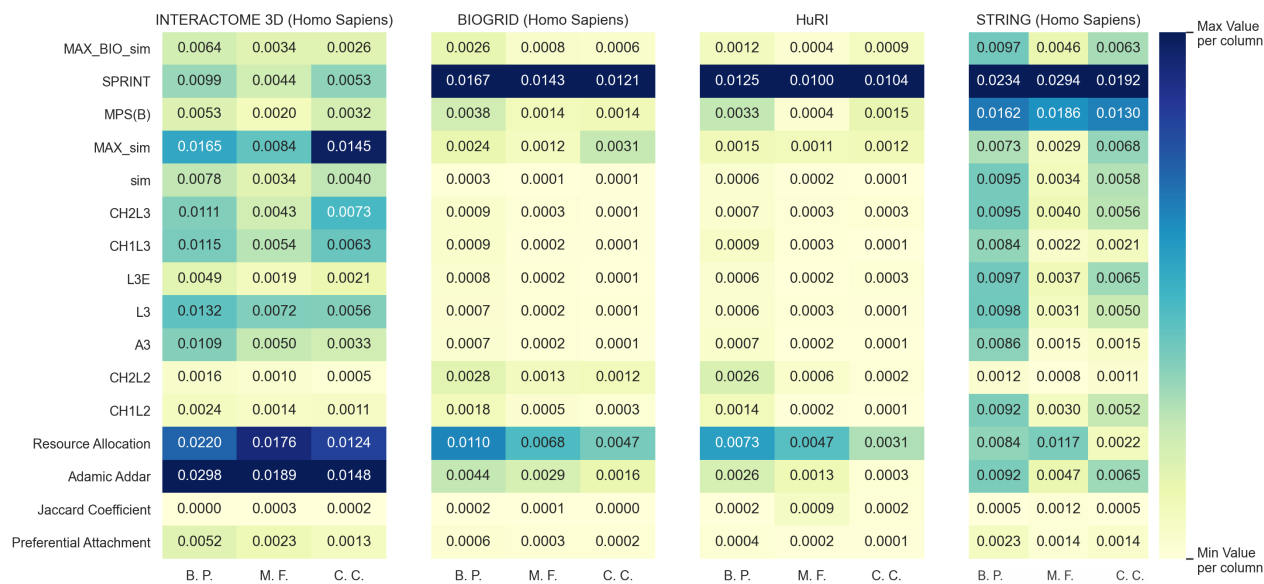 INTERACTOME 3D (Homo Sapiens) BIOGRID (Homo Sapiens) HuRI STRING (Homo Sapiens)
Max Value
per column
MAX_BIO_sim 0.0064 0.0034 0.0026 0.0026 0.0008 0.0006 0.0012 0.0004 0.0009 0.0097 0.0046 0.0063
SPRINT 0.0099 0.0044 0.0053 0.0167 0.0143 0.0121 0.0125 0.0100 0.0104 0.0234 0.0294 0.0192
MPS(B) 0.0053 0.0020 0.0032 0.0038 0.0014 0.0014 0.0033 0.0004 0.0015 0.0162 0.0186 0.0130
MAX_sim 0.0165 0.0084 0.0145 0.0024 0.0012 0.0031 0.0015 0.0011 0.0012 0.0073 0.0029 0.0068
sim 0.0078 0.0034 0.0040 0.0003 0.0001 0.0001 0.0006 0.0002 0.0001 0.0095 0.0034 0.0058
CH2L3 0.0111 0.0043 0.0073 0.0009 0.0003 0.0001 0.0007 0.0003 0.0003 0.0095 0.0040 0.0056
CH1L3 0.0115 0.0054 0.0063 0.0009 0.0002 0.0001 0.0009 0.0003 0.0001 0.0084 0.0022 0.0021
L3E 0.0049 0.0019 0.0021 0.0008 0.0002 0.0001 0.0006 0.0002 0.0003 0.0097 0.0037 0.0065
L3 0.0132 0.0072 0.0056 0.0007 0.0002 0.0001 0.0006 0.0003 0.0001 0.0098 0.0031 0.0050
A3 0.0109 0.0050 0.0033 0.0007 0.0002 0.0001 0.0007 0.0002 0.0001 0.0086 0.0015 0.0015
CH2L2 0.0016 0.0010 0.0005 0.0028 0.0013 0.0012 0.0026 0.0006 0.0002 0.0012 0.0008 0.0011
CH1L2 0.0024 0.0014 0.0011 0.0018 0.0005 0.0003 0.0014 0.0002 0.0001 0.0092 0.0030 0.0052
Resource Allocation 0.0220 0.0176 0.0124 0.0110 0.0068 0.0047 0.0073 0.0047 0.0031 0.0084 0.0117 0.0022
Adamic Addar 0.0298 0.0189 0.0148 0.0044 0.0029 0.0016 0.0026 0.0013 0.0003 0.0092 0.0047 0.0065
Jaccard Coefficient 0.0000 0.0003 0.0002 0.0002 0.0001 0.0000 0.0002 0.0009 0.0002 0.0005 0.0012 0.0005
Preferential Attachment 0.0052 0.0023 0.0013 0.0006 0.0003 0.0002 0.0004 0.0002 0.0001 0.0023 0.0014 0.0014
Min Value
per column
B. P. M. F. C. C. B. P. M. F. C. C. B. P. M. F. C. C. B. P. M. F. C. C.